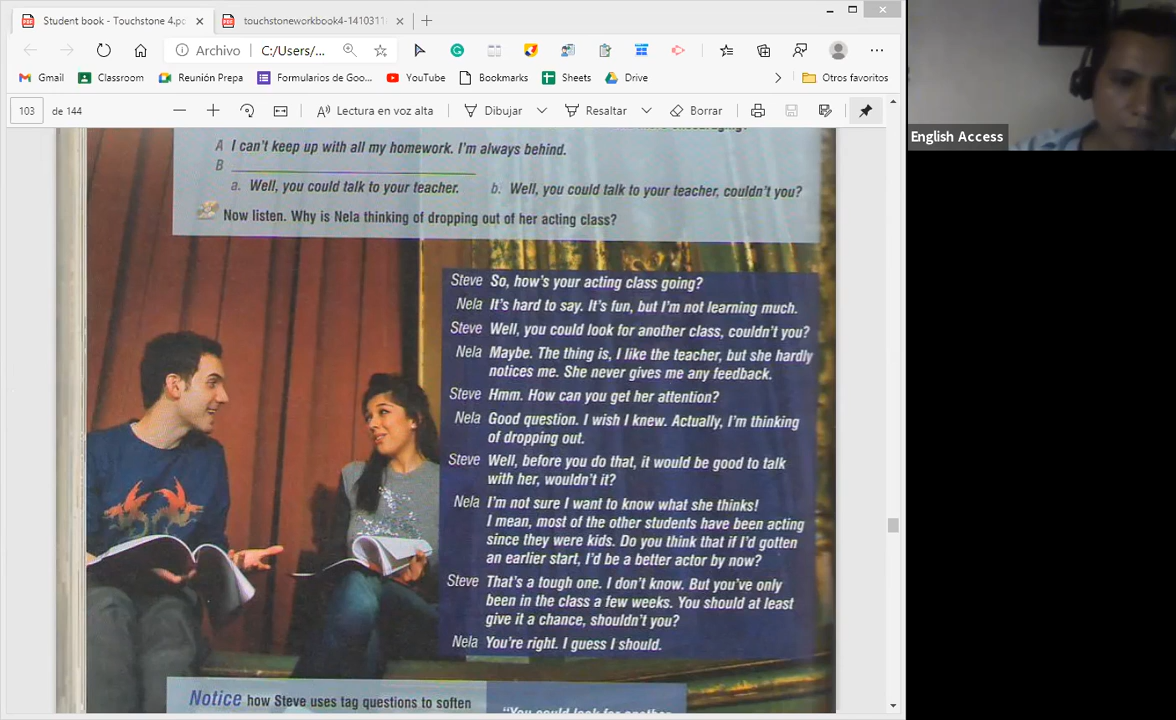 Student book - Touchstone 4.pd
touchstoneworkbook4-14103118
Archivo
C:/Users/...
Gmail
Classroom
Reunión Prepa
Formularios de Goo...
YouTube
Bookmarks
Sheets
Drive
Otros favoritos
103 de 144
Lectura en voz alta
Dibujar
Resaltar
Borrar
English Access
more encouraging?
A I can't keep up with all my homework. I'm always behind.
B
a. Well, you could talk to your teacher. b. Well, you could talk to your teacher, couldn't you?
Now listen. Why is Nela thinking of dropping out of her acting class?
Steve So, how's your acting class going?
Nela It's hard to say. It's fun, but I'm not learning much.
Steve Well, you could look for another class, couldn't you?
Nela Maybe. The thing is, I like the teacher, but she hardly
notices me. She never gives me any feedback.
Steve Hmm. How can you get her attention?
Nela Good question. I wish I knew. Actually, I'm thinking
of dropping out.
Steve Well, before you do that, it would be good to talk
with her, wouldn't it?
Nela I'm not sure I want to know what she thinks!
I mean, most of the other students have been acting
since they were kids. Do you think that if I'd gotten
an earlier start, I'd be a better actor by now?
Steve That's a tough one. I don't know. But you've only
been in the class a few weeks. You should at least
give it a chance, shouldn't you?
Nela You're right. I guess I should.
Notice how Steve uses tag questions to soften
"You could look for another